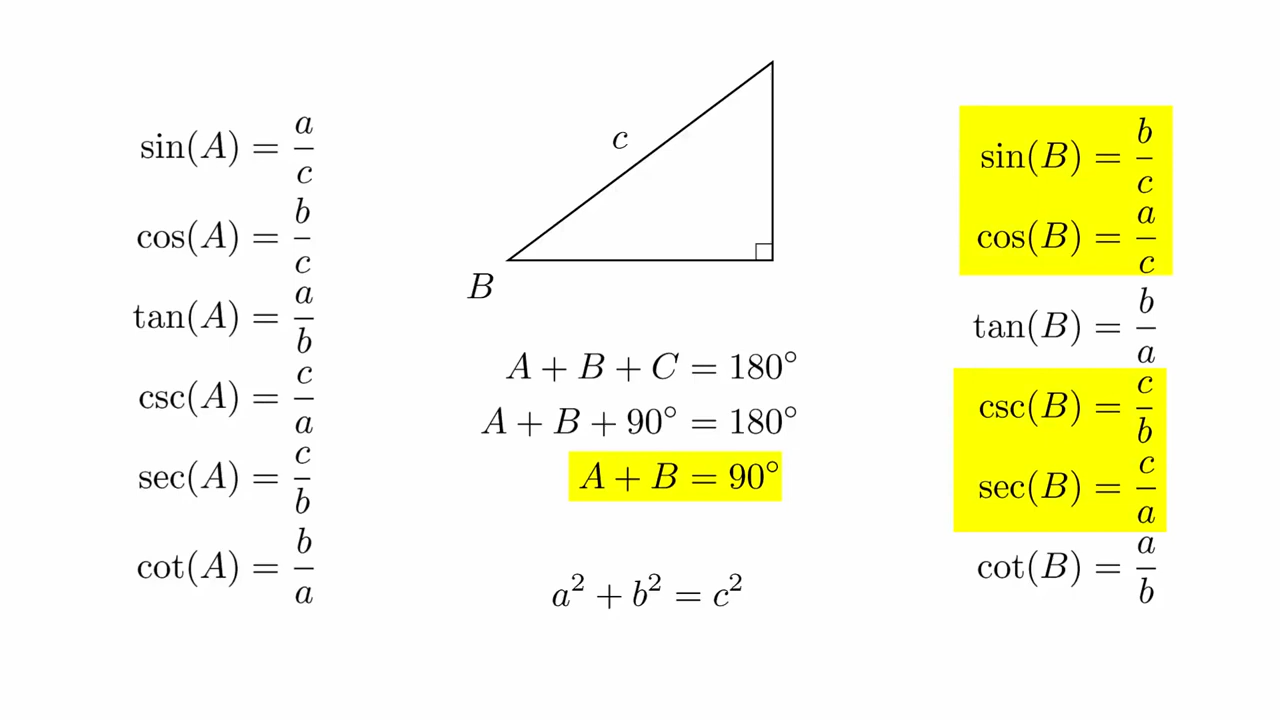 sin(A) = a/c
cos(A) = b/c
tan(A) = a/b
csc(A) = c/a
sec(A) = c/b
cot(A) = b/a
c
B
A + B + C = 180°
A + B + 90° = 180°
A + B = 90°
a² + b² = c²
sin(B) = b/c
cos(B) = a/c
tan(B) = b/a
csc(B) = c/b
sec(B) = c/a
cot(B) = a/b